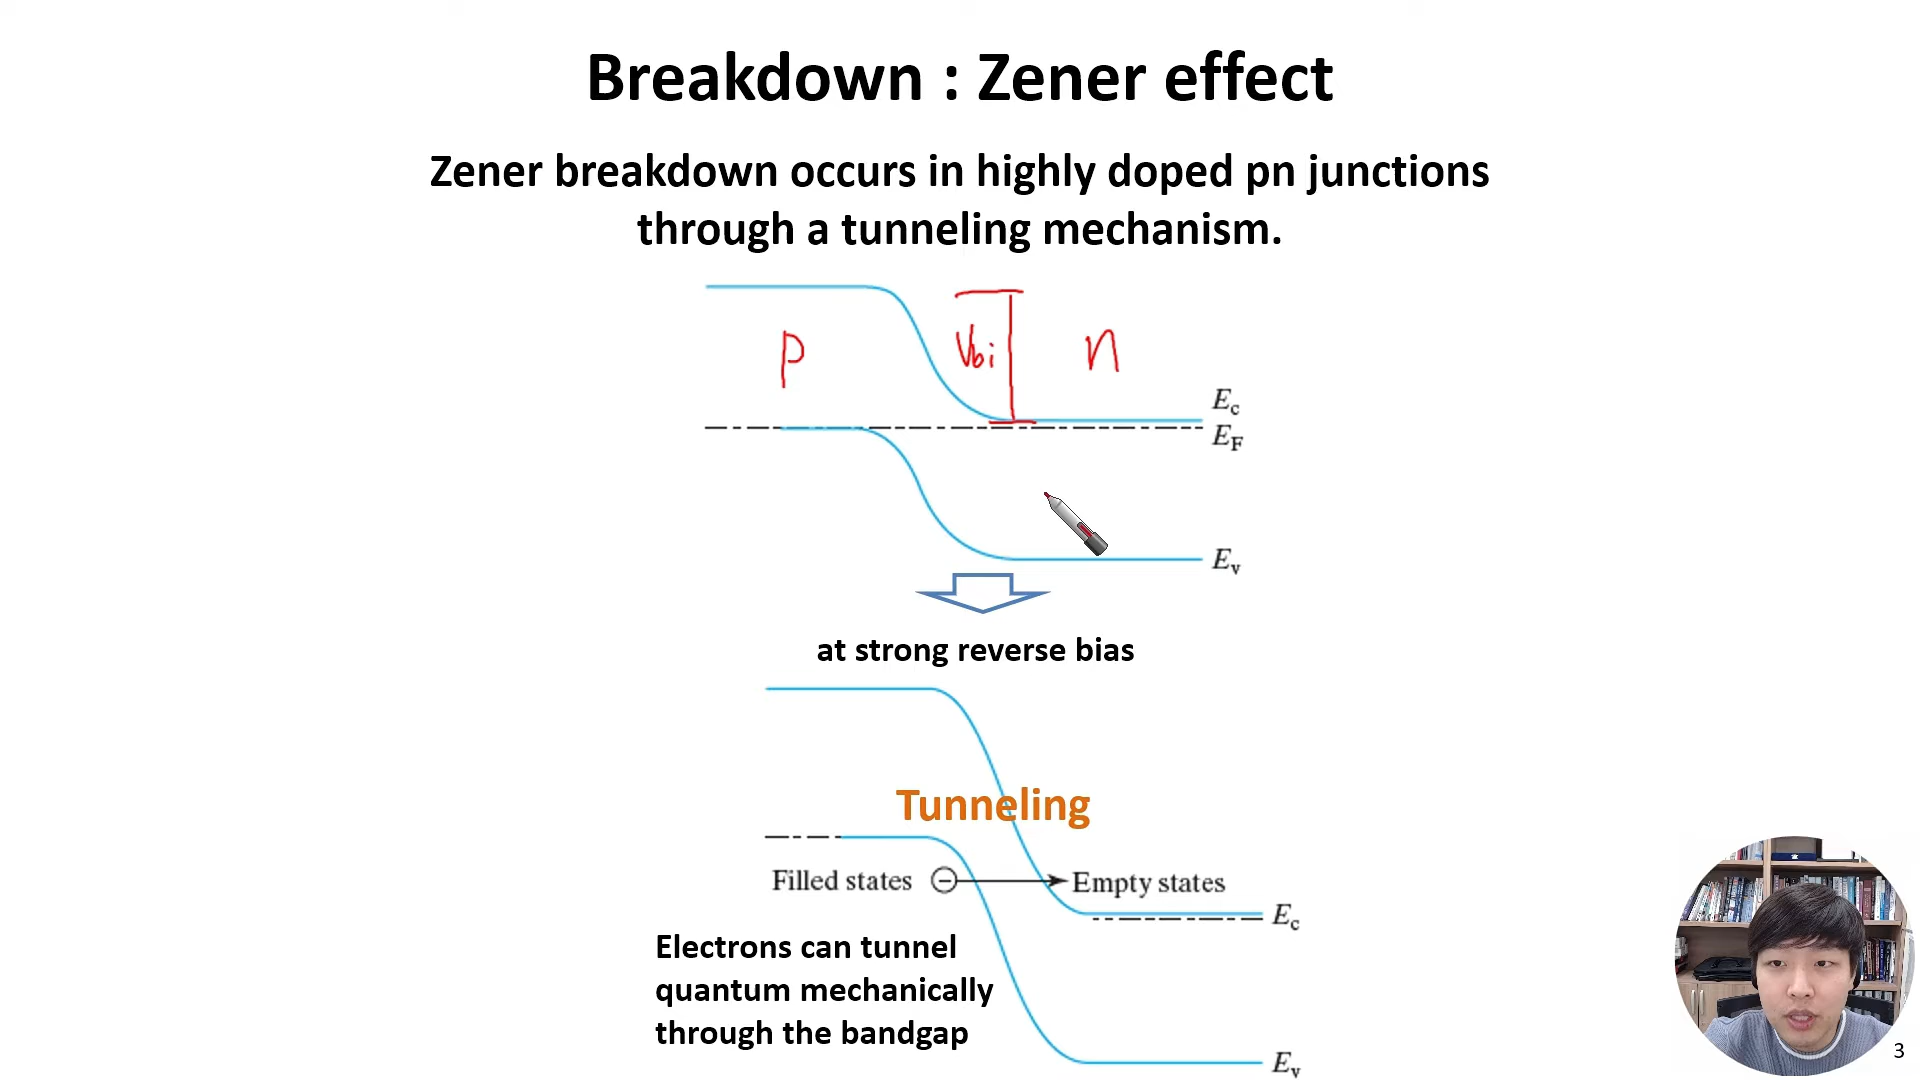 Breakdown : Zener effect
Zener breakdown occurs in highly doped pn junctions
through a tunneling mechanism.
p
Vbi
n
Ec
EF
Ev
at strong reverse bias
Tunneling
Filled states
Empty states
Ec
Electrons can tunnel
quantum mechanically
through the bandgap
Ev
3